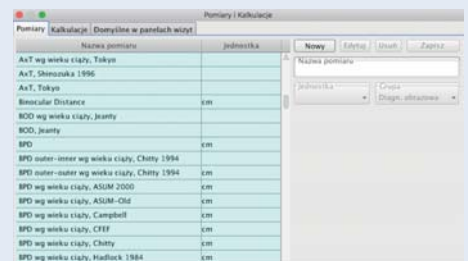 Pomiary i Kalkulacje
Pomiary Kalkulacje Domyślne w panelach wizyt
Nazwa pomiaru Jednostka
AxT wg wieku ciąży, Tokyo
AxT, Shinozuka 1996
AxT, Tokyo
Binocular Distance cm
BOD wg wieku ciąży, Jeanty
BOD, Jeanty
BPD cm
BPD outer-inner wg wieku ciąży, Chitty 1994 cm
BPD outer-outer wg wieku ciąży, Chitty 1994 cm
BPD wg wieku ciąży, ASUM 2000 cm
BPD wg wieku ciąży, ASUM-Old cm
BPD wg wieku ciąży, Campbell cm
BPD wg wieku ciąży, CFEF cm
BPD wg wieku ciąży, Chitty cm
BPD wg wieku ciąży, Hadlock 1984 cm
Nowy Edytuj Usuń Zapisz
Nazwa pomiaru
Jednostka Grupa
Diagn. obrazowa